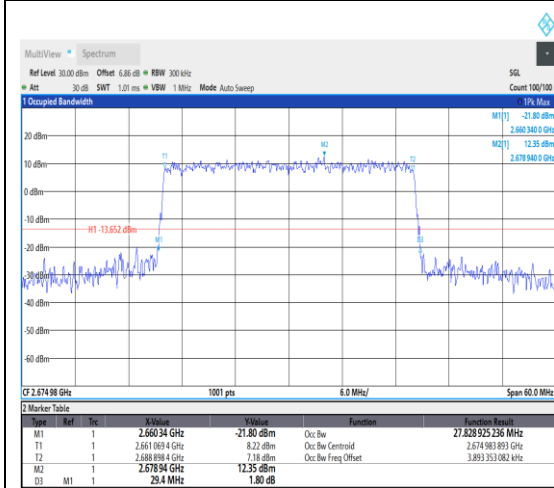 MultiView Spectrum
Ref Level 30.00 dBm Offset 6.86 dB RBW 300 kHz SGL
Att 30 dB SWT 1.01 ms VBW 1 MHz Mode Auto Sweep Count 100/100
1 Occupied Bandwidth 1Pk Max
M1[1] -21.80 dBm
2.660 340 0 GHz
M2[1] 12.35 dBm
2.678 940 0 GHz
20 dBm
M2
T1
T2
10 dBm
0 dBm
-10 dBm
H1 -13.652 dBm
M1
D3
-20 dBm
-30 dBm
-40 dBm
-50 dBm
-60 dBm
CF 2.674 98 GHz 1001 pts 6.0 MHz/ Span 60.0 MHz
2 Marker Table
Type Ref Trc X-Value Y-Value Function Function Result
M1 1 2.660 34 GHz -21.80 dBm Occ Bw 27.828 925 236 MHz
T1 1 2.661 069 4 GHz 8.22 dBm Occ Bw Centroid 2.674 983 893 GHz
T2 1 2.688 898 4 GHz 7.18 dBm Occ Bw Freq Offset 3.893 353 082 kHz
M2 1 2.678 94 GHz 12.35 dBm
D3 M1 1 29.4 MHz 1.80 dB